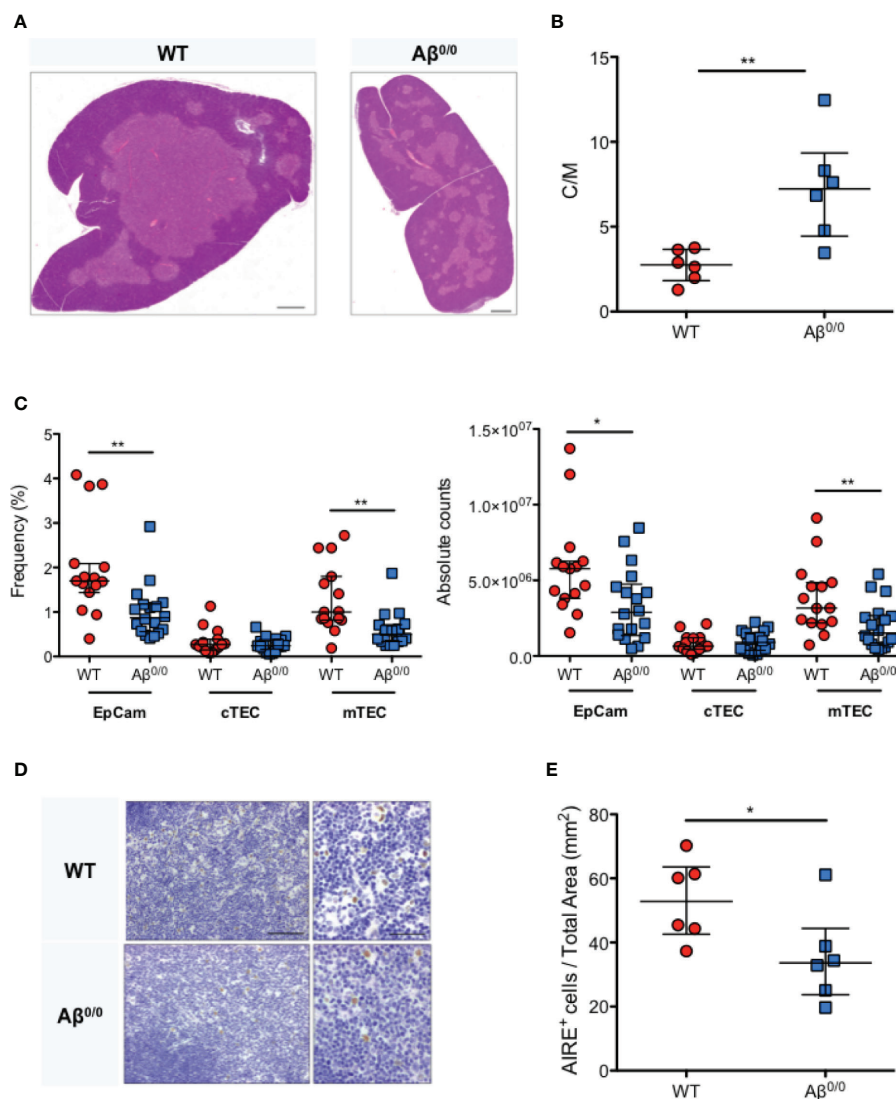 A
WT
Aβ0/0
B
**
15
10
5
0
C/M
WT
Aβ0/0
C
5
4
3
2
1
0
Frequency (%)
**
**
WT
Aβ0/0
WT
Aβ0/0
WT
Aβ0/0
EpCam
cTEC
mTEC
1.5×10^07
1.0×10^07
5.0×10^06
0.0
Absolute counts
*
**
WT
Aβ0/0
WT
Aβ0/0
WT
Aβ0/0
EpCam
cTEC
mTEC
D
WT
Aβ0/0
E
*
80
60
40
20
0
AIRE+ cells / Total Area (mm2)
WT
Aβ0/0